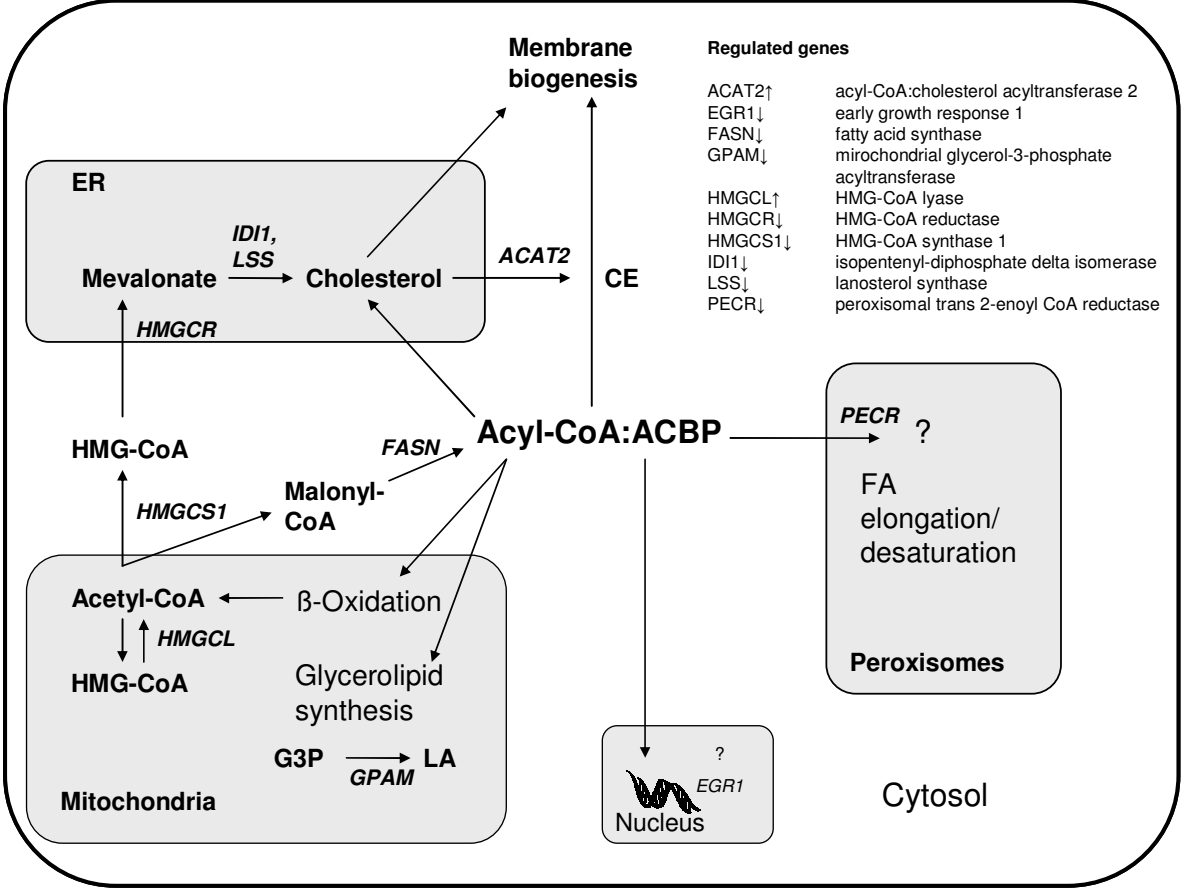 Membrane
biogenesis
Regulated genes
ACAT2↑ acyl-CoA:cholesterol acyltransferase 2
EGR1↓ early growth response 1
FASN↓ fatty acid synthase
GPAM↓ mirochondrial glycerol-3-phosphate
acyltransferase
HMGCL↑ HMG-CoA lyase
HMGCR↓ HMG-CoA reductase
HMGCS1↓ HMG-CoA synthase 1
IDI1↓ isopentenyl-diphosphate delta isomerase
LSS↓ lanosterol synthase
PECR↓ peroxisomal trans 2-enoyl CoA reductase
ER
IDI1,
LSS
ACAT2
Mevalonate
Cholesterol
CE
HMGCR
HMG-CoA
FASN
Acyl-CoA:ACBP
PECR
?
HMGCS1
Malonyl-
CoA
FA
elongation/
desaturation
Peroxisomes
Acetyl-CoA
ß-Oxidation
HMGCL
HMG-CoA
Glycerolipid
synthesis
G3P
LA
GPAM
Mitochondria
?
EGR1
Nucleus
Cytosol